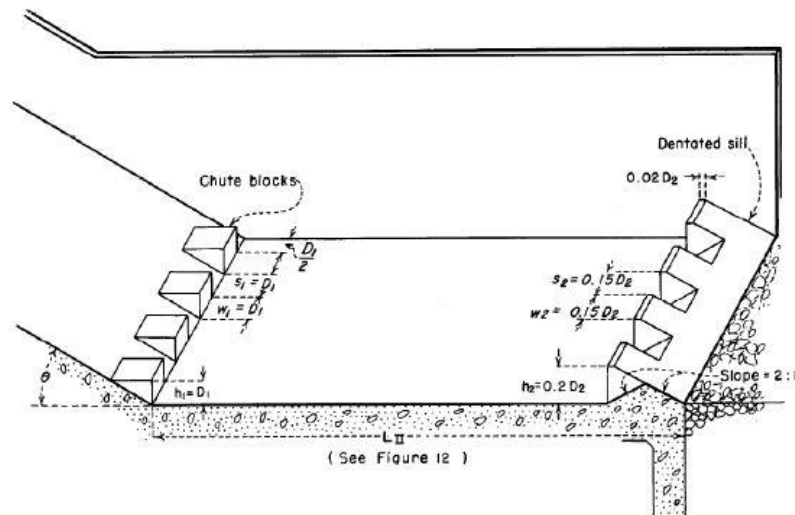 Dentated sill
0.02 D₂
Chute blocks
D₁/2
s₁ = D₁
w₁ = D₁
s₂ = 0.15 D₂
w₂ = 0.15 D₂
θ
h₁ = D₁
h₂ = 0.2 D₂
Slope = 2:1
L II
(See Figure 12)